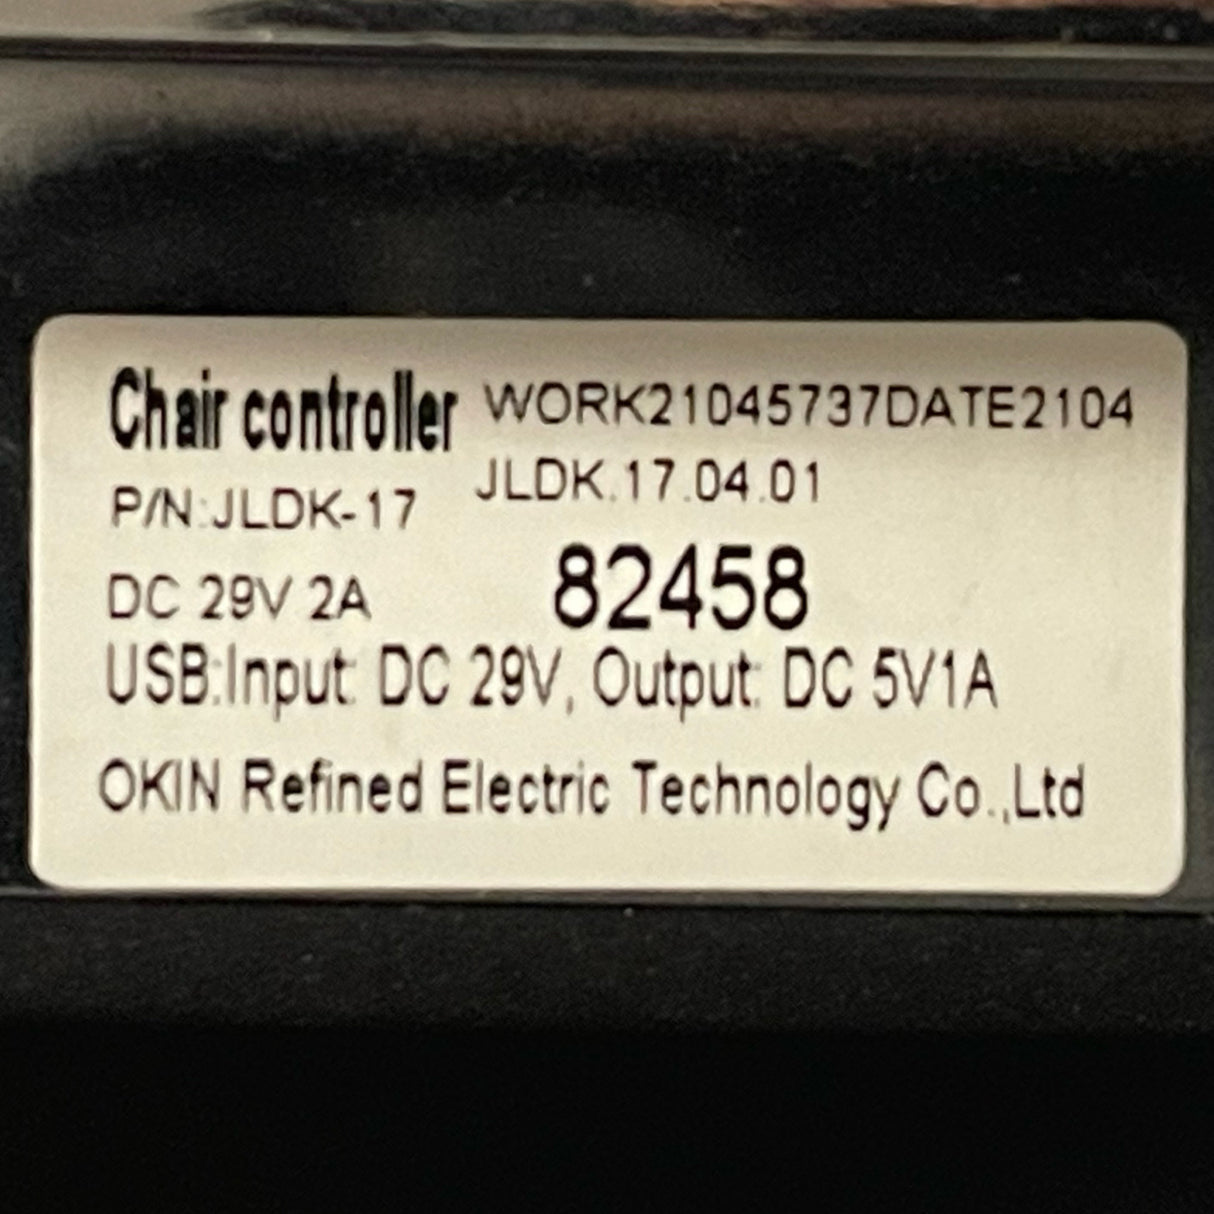 Chair controller WORK21045737DATE2104
P/N:JLDK-17 JLDK.17.04.01
DC 29V 2A 82458
USB:Input: DC 29V, Output: DC 5V1A
OKIN Refined Electric Technology Co.,Ltd